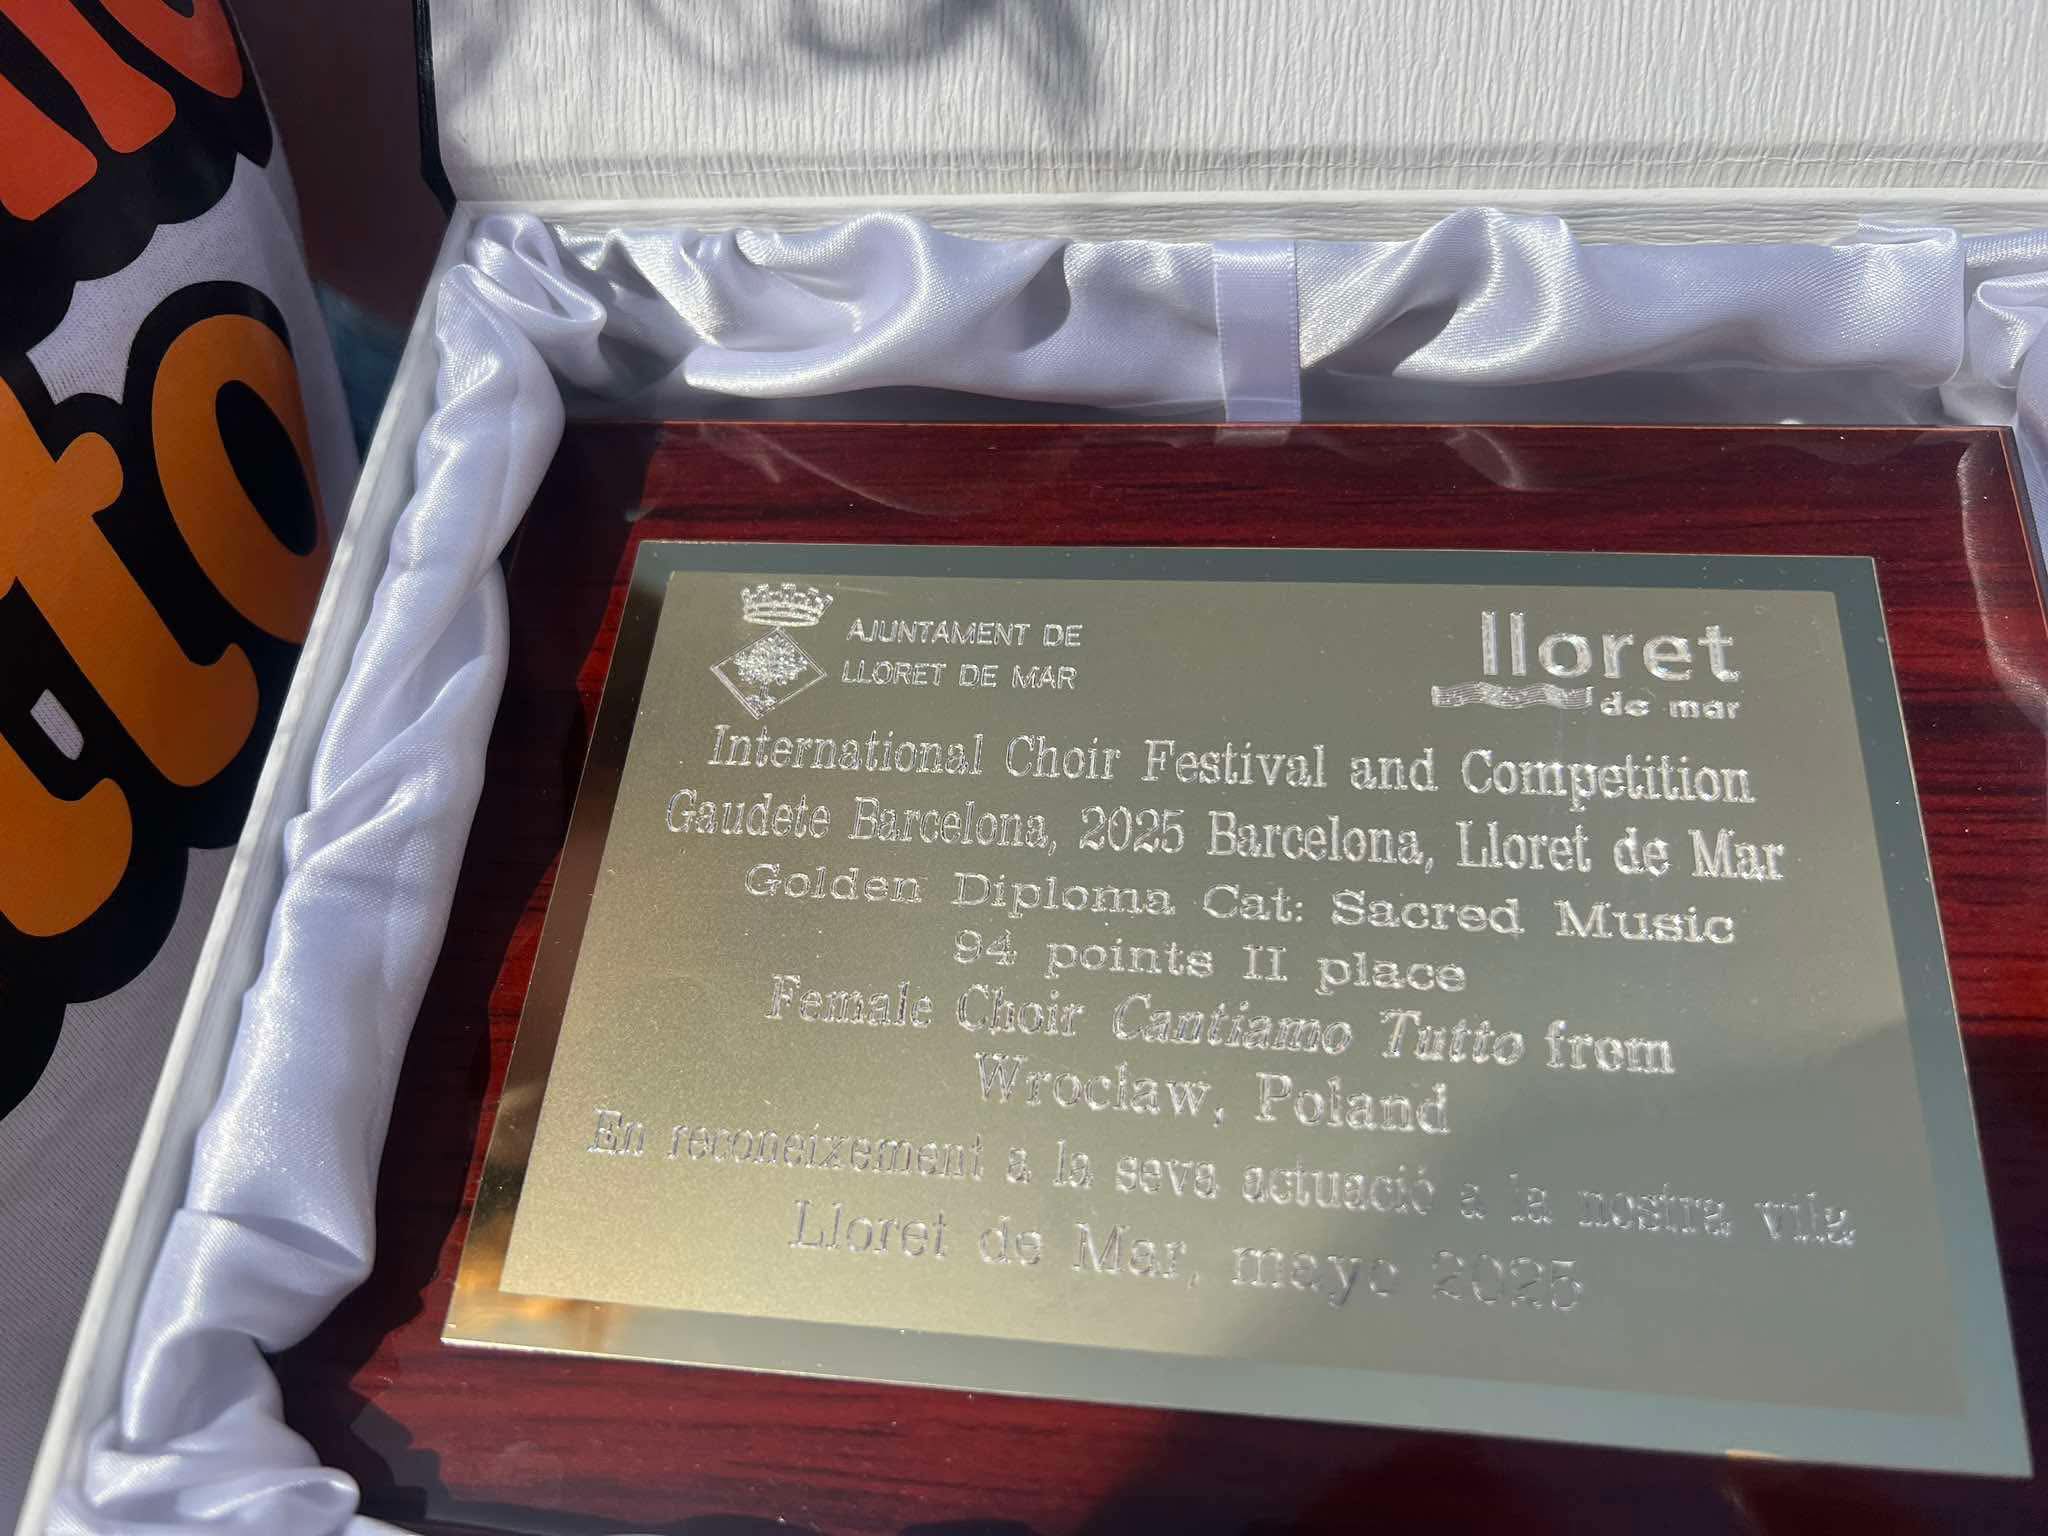 to
AJUNTAMENT DE
LLORET DE MAR
lloret
de mar
International Choir Festival and Competition
Gaudete Barcelona, 2025 Barcelona, Lloret de Mar
Golden Diploma Cat: Sacred Music
94 points II place
Female Choir Cantiamo Tutto from
Wrocław, Poland
En reconeixement a la seva actuació a la nostra vila
Lloret de Mar, mayo 2025